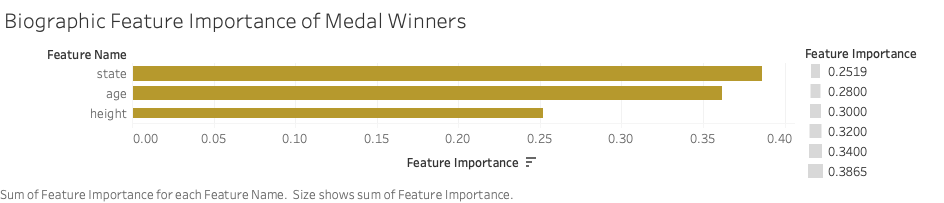 Biographic Feature Importance of Medal Winners
Feature Name
state
age
height
0.00 0.05 0.10 0.15 0.20 0.25 0.30 0.35 0.40
Feature Importance
Feature Importance
0.2519
0.2800
0.3000
0.3200
0.3400
0.3865
Sum of Feature Importance for each Feature Name.  Size shows sum of Feature Importance.